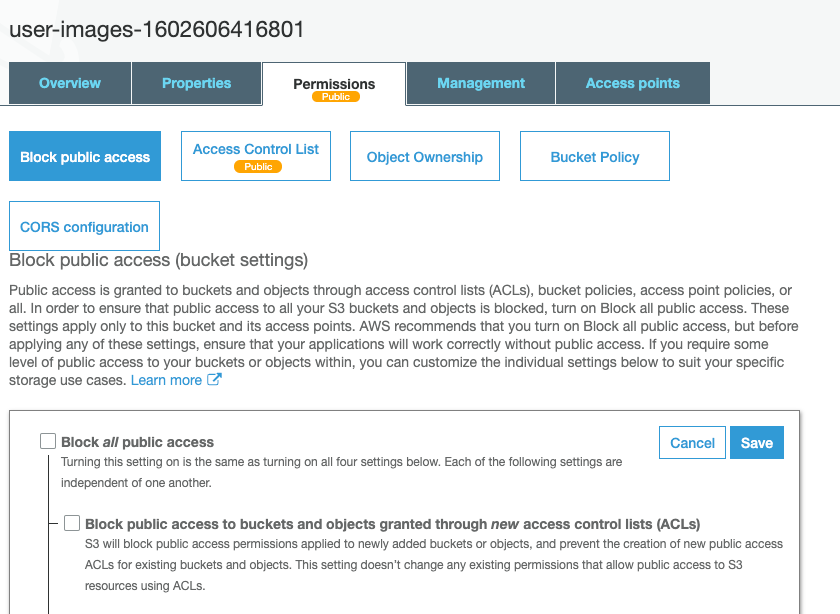 user-images-1602606416801
Overview
Properties
Permissions
Public
Management
Access points
Block public access
Access Control List
Public
Object Ownership
Bucket Policy
CORS configuration
Block public access (bucket settings)
Public access is granted to buckets and objects through access control lists (ACLs), bucket policies, access point policies, or
all. In order to ensure that public access to all your S3 buckets and objects is blocked, turn on Block all public access. These
settings apply only to this bucket and its access points. AWS recommends that you turn on Block all public access, but before
applying any of these settings, ensure that your applications will work correctly without public access. If you require some
level of public access to your buckets or objects within, you can customize the individual settings below to suit your specific
storage use cases. Learn more
Block all public access
Cancel
Save
Turning this setting on is the same as turning on all four settings below. Each of the following settings are
independent of one another.
Block public access to buckets and objects granted through new access control lists (ACLs)
S3 will block public access permissions applied to newly added buckets or objects, and prevent the creation of new public access
ACLs for existing buckets and objects. This setting doesn't change any existing permissions that allow public access to S3
resources using ACLs.